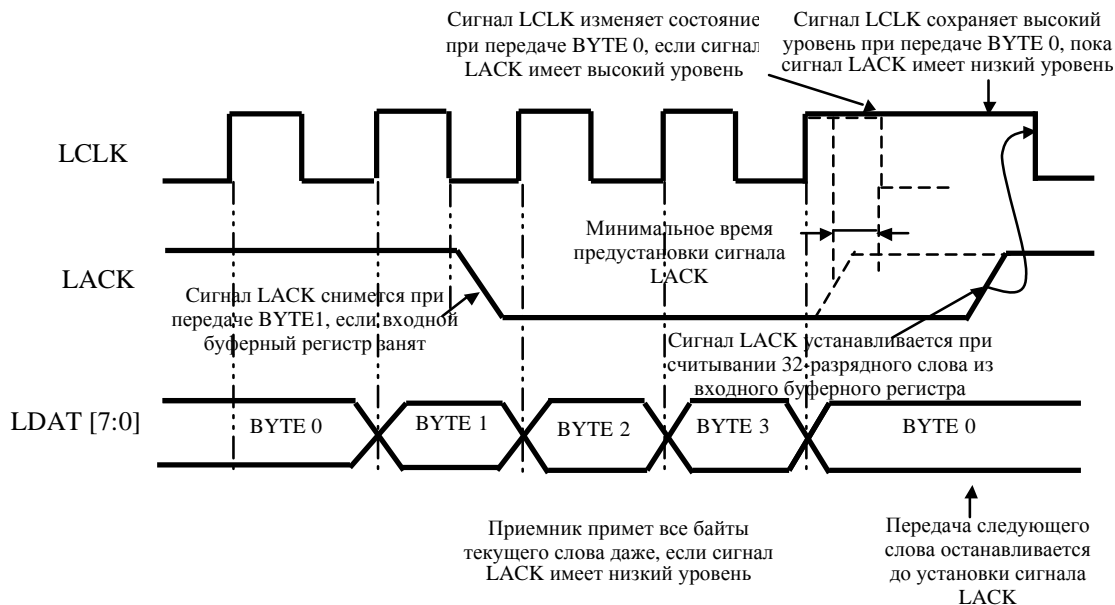 Сигнал LCLK изменяет состояние
при передаче BYTE 0, если сигнал
LACK имеет высокий уровень
Сигнал LCLK сохраняет высокий
уровень при передаче BYTE 0, пока
сигнал LACK имеет низкий уровень
LCLK
Минимальное время
предустановки сигнала
LACK
LACK
Сигнал LACK снимется при
передаче BYTE1, если входной
буферный регистр занят
Сигнал LACK устанавливается при
считывании 32-разрядного слова из
входного буферного регистра
LDAT [7:0]
BYTE 0
BYTE 1
BYTE 2
BYTE 3
BYTE 0
Приемник примет все байты
текущего слова даже, если сигнал
LACK имеет низкий уровень
Передача следующего
слова останавливается
до установки сигнала
LACK